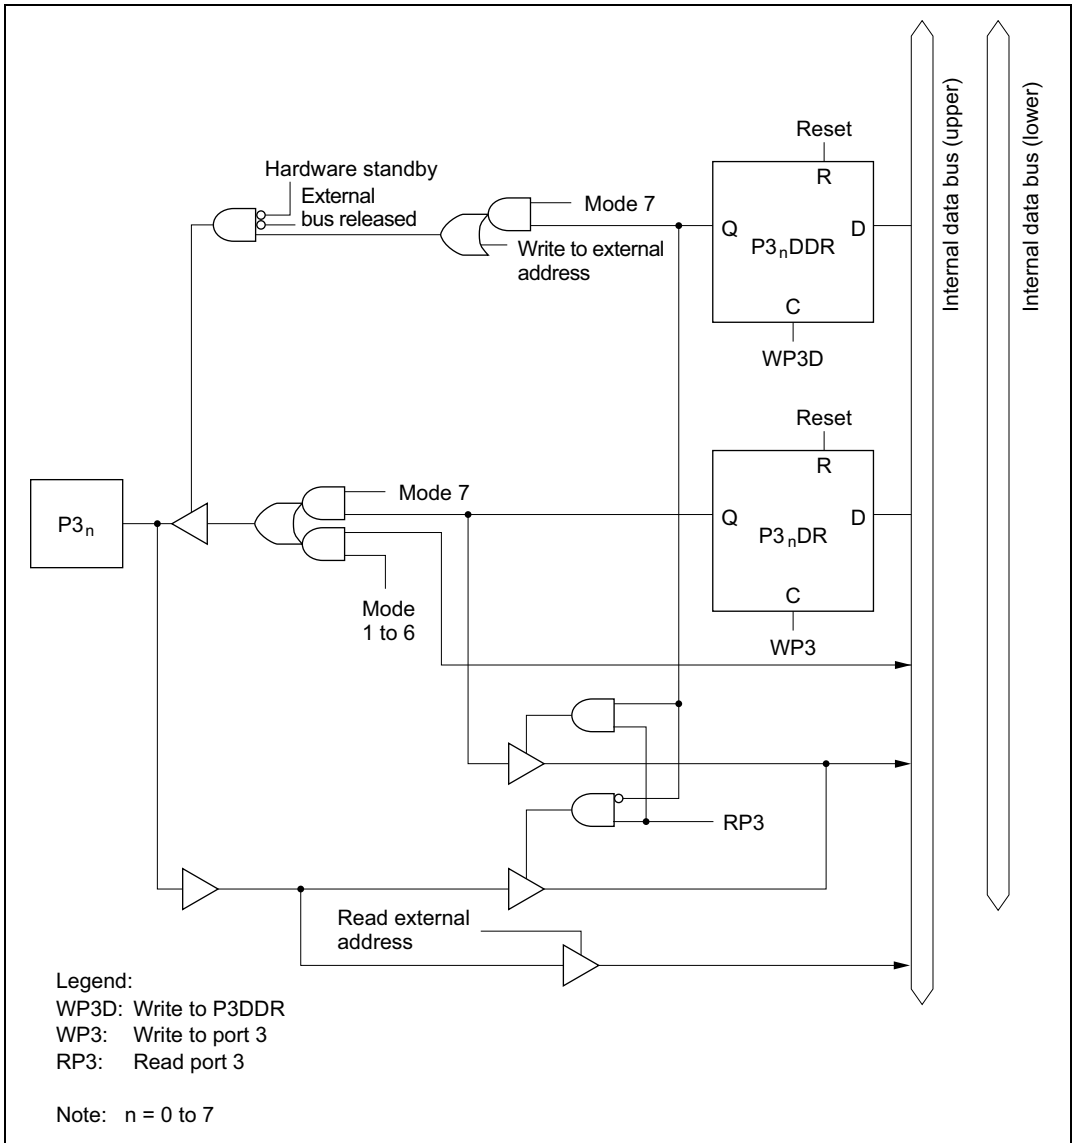 Reset
R
Hardware standby
External
bus released
Mode 7
Write to external
address
Q
D
P3nDDR
C
WP3D
Internal data bus (upper)
Internal data bus (lower)
Reset
R
Mode 7
P3n
Q
D
P3nDR
C
WP3
Mode
1 to 6
RP3
Read external
address
Legend:
WP3D: Write to P3DDR
WP3: Write to port 3
RP3: Read port 3
Note: n = 0 to 7